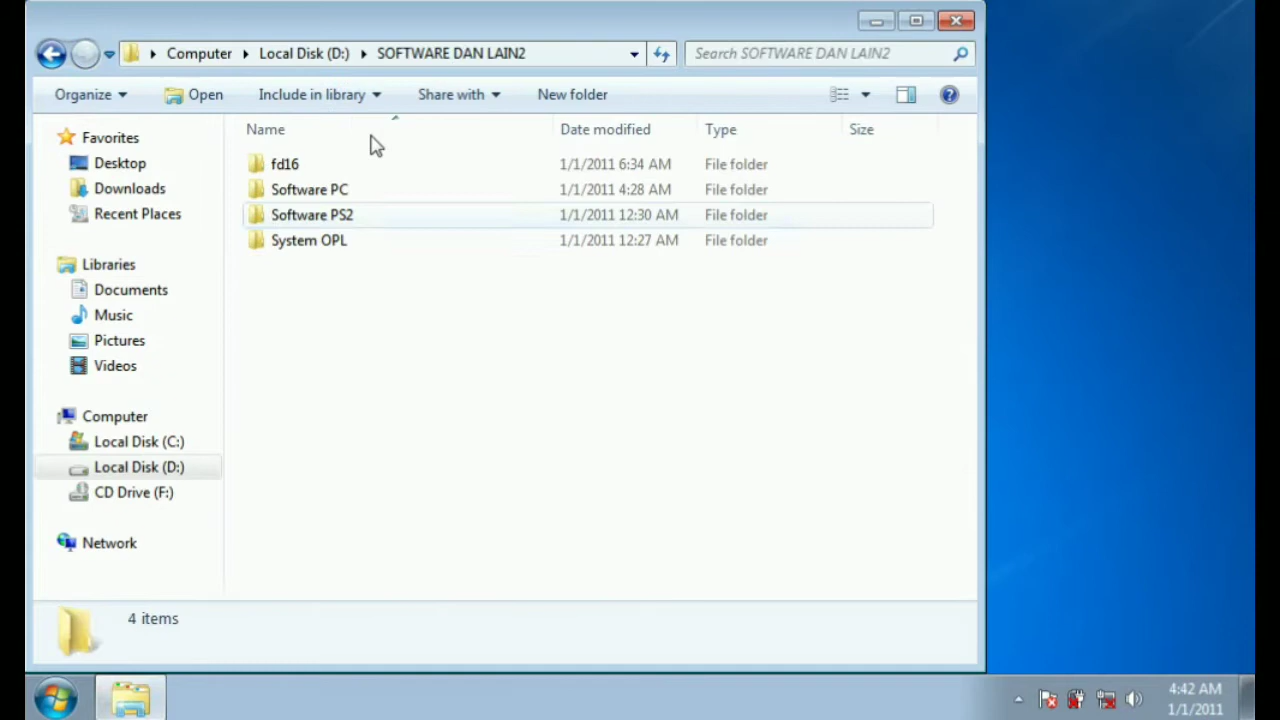 Computer Local Disk (D:) SOFTWARE DAN LAIN2 Search SOFTWARE DAN LAIN2
Organize Open Include in library Share with New folder
Name Date modified Type Size
fd16 1/1/2011 6:34 AM File folder
Software PC 1/1/2011 4:28 AM File folder
Software PS2 1/1/2011 12:30 AM File folder
System OPL 1/1/2011 12:27 AM File folder
Favorites
Desktop
Downloads
Recent Places
Libraries
Documents
Music
Pictures
Videos
Computer
Local Disk (C:)
Local Disk (D:)
CD Drive (F:)
Network
4 items
4:42 AM
1/1/2011